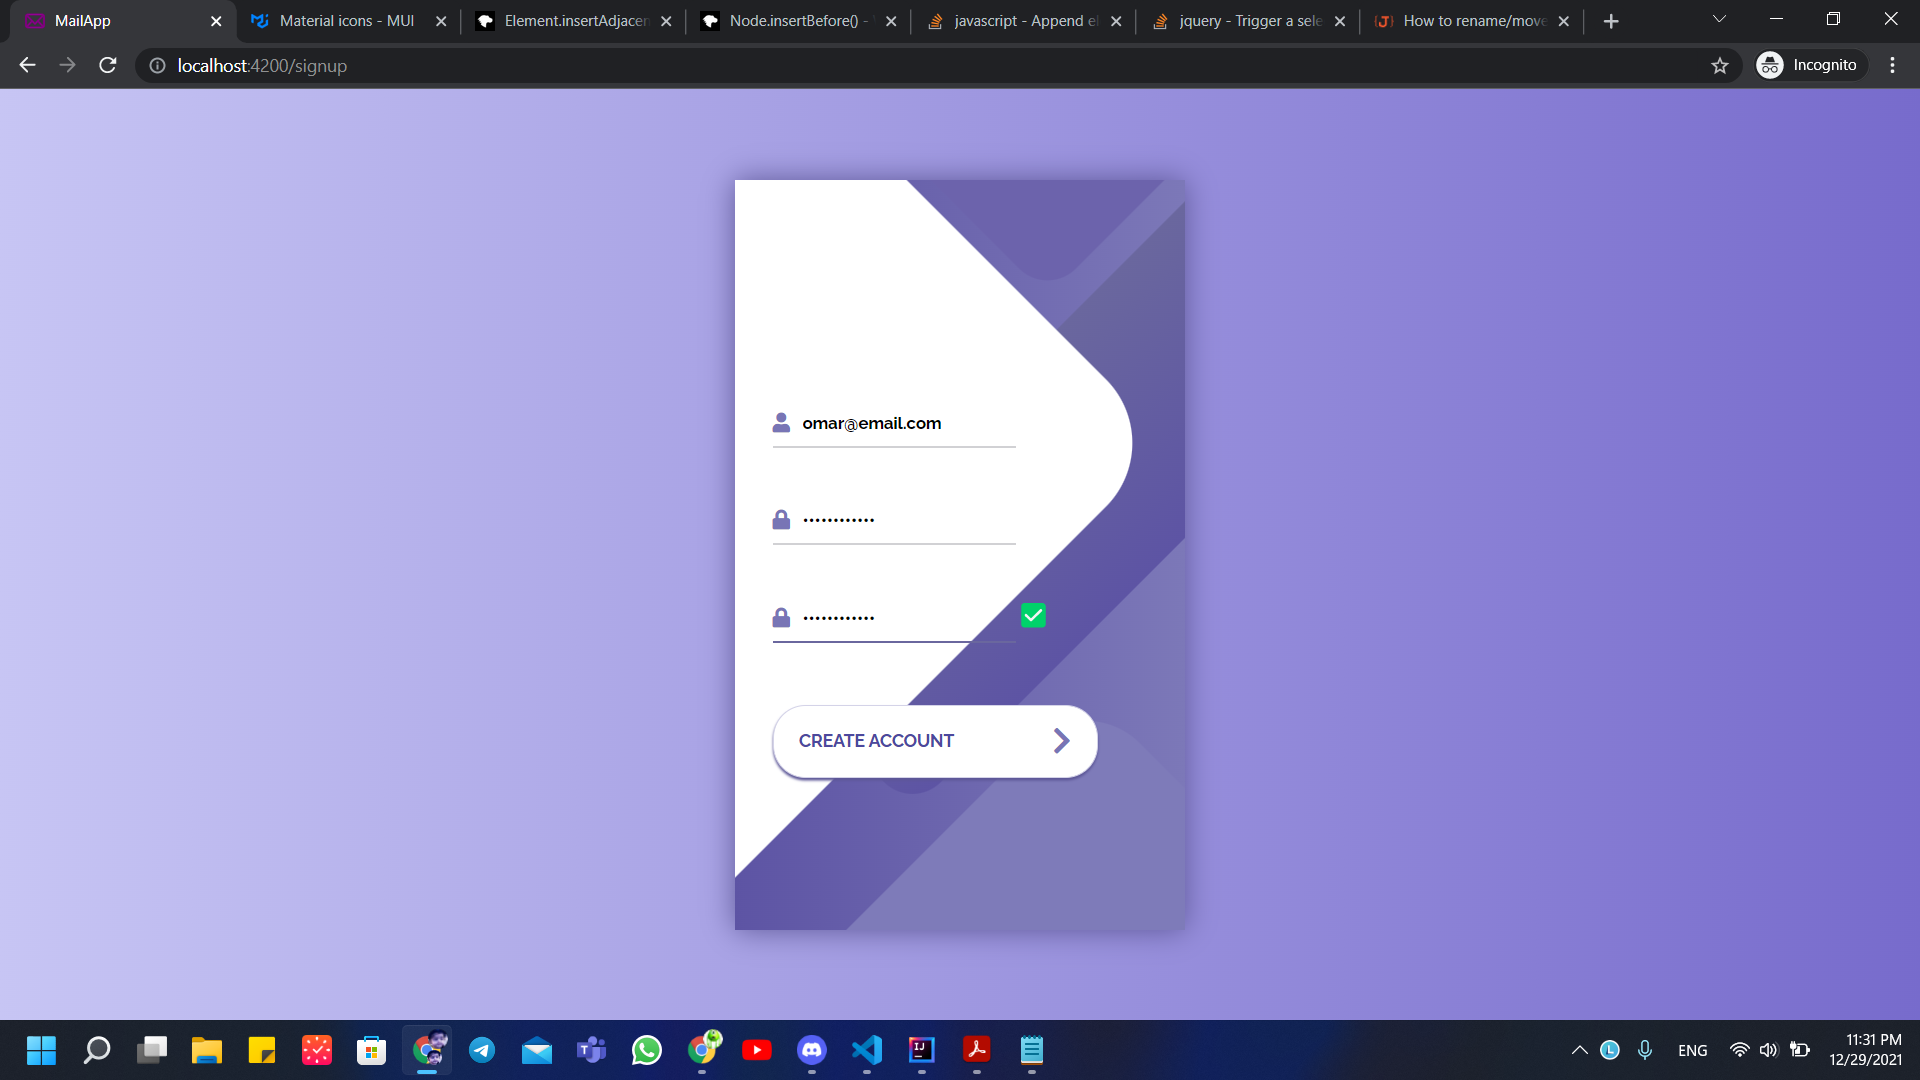 MailApp
Material icons - MUI
Element.insertAdjacen
Node.insertBefore() -
javascript - Append el
jquery - Trigger a sele
How to rename/move
localhost:4200/signup
Incognito
omar@email.com
••••••••••••
••••••••••••
CREATE ACCOUNT
ENG
11:31 PM
12/29/2021